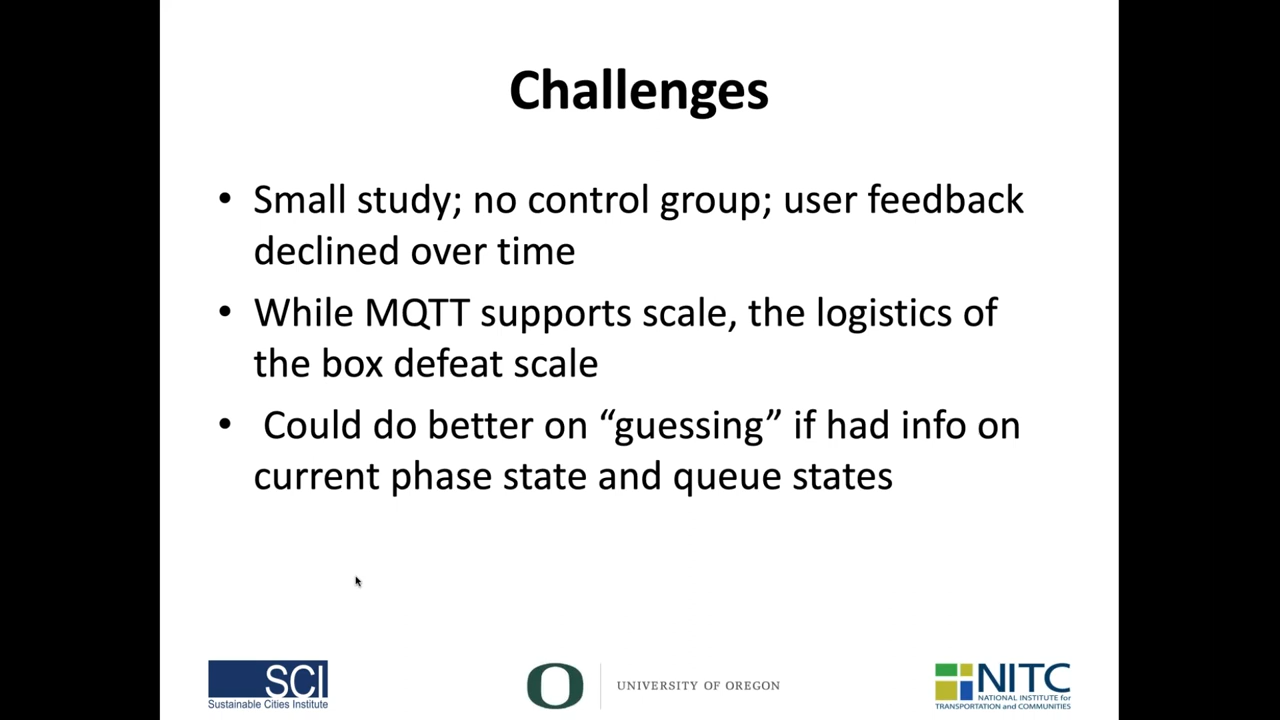 Challenges
• Small study; no control group; user feedback
declined over time
• While MQTT supports scale, the logistics of
the box defeat scale
• Could do better on “guessing” if had info on
current phase state and queue states
SCI
Sustainable Cities Institute
O
UNIVERSITY OF OREGON
NITC
NATIONAL INSTITUTE for
TRANSPORTATION and COMMUNITIES